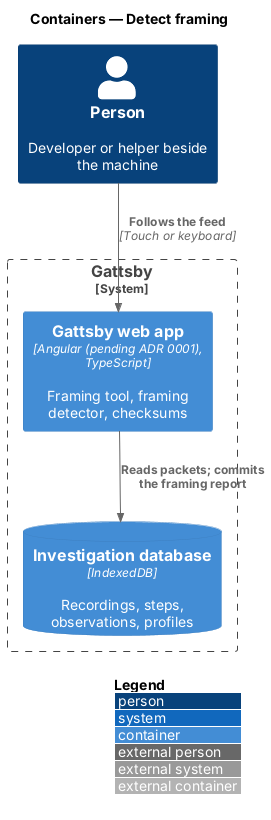 Containers — Detect framing
Person
Developer or helper beside
the machine
Follows the feed
[Touch or keyboard]
Gattsby
[System]
Gattsby web app
[Angular (pending ADR 0001),
TypeScript]
Framing tool, framing
detector, checksums
Reads packets; commits
the framing report
Investigation database
[IndexedDB]
Recordings, steps,
observations, profiles
Legend
person
system
container
external person
external system
external container